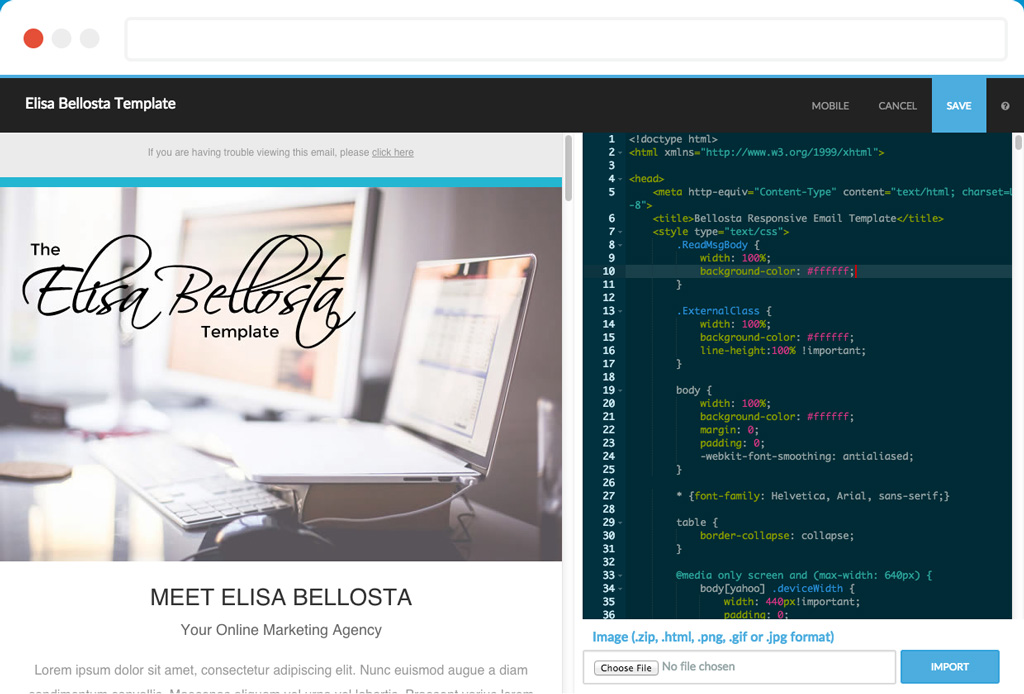 Elisa Bellosta Template
MOBILE CANCEL SAVE ?
If you are having trouble viewing this email, please click here
The
Elisa Bellosta
Template
MEET ELISA BELLOSTA
Your Online Marketing Agency
Lorem ipsum dolor sit amet, consectetur adipiscing elit. Nunc euismod augue a diam
1 <!doctype html>
2 <html xmlns="http://www.w3.org/1999/xhtml">
3
4 <head>
5 <meta http-equiv="Content-Type" content="text/html; charset=
-8">
6 <title>Bellosta Responsive Email Template</title>
7 <style type="text/css">
8 .ReadMsgBody {
9 width: 100%;
10 background-color: #ffffff;
11 }
12
13 .ExternalClass {
14 width: 100%;
15 background-color: #ffffff;
16 line-height:100% !important;
17 }
18
19 body {
20 width: 100%;
21 background-color: #ffffff;
22 margin: 0;
23 padding: 0;
24 -webkit-font-smoothing: antialiased;
25 }
26
27 * {font-family: Helvetica, Arial, sans-serif;}
28
29 table {
30 border-collapse: collapse;
31 }
32
33 @media only screen and (max-width: 640px) {
34 body[yahoo] .deviceWidth {
35 width: 440px!important;
36 padding: 0;
Image (.zip, .html, .png, .gif or .jpg format)
Choose File No file chosen
IMPORT